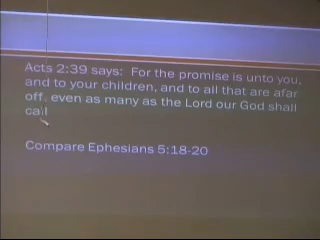 Acts 2:39 says: For the promise is unto you,
and to your children, and to all that are afar
off, even as many as the Lord our God shall
call
Compare Ephesians 5:18-20